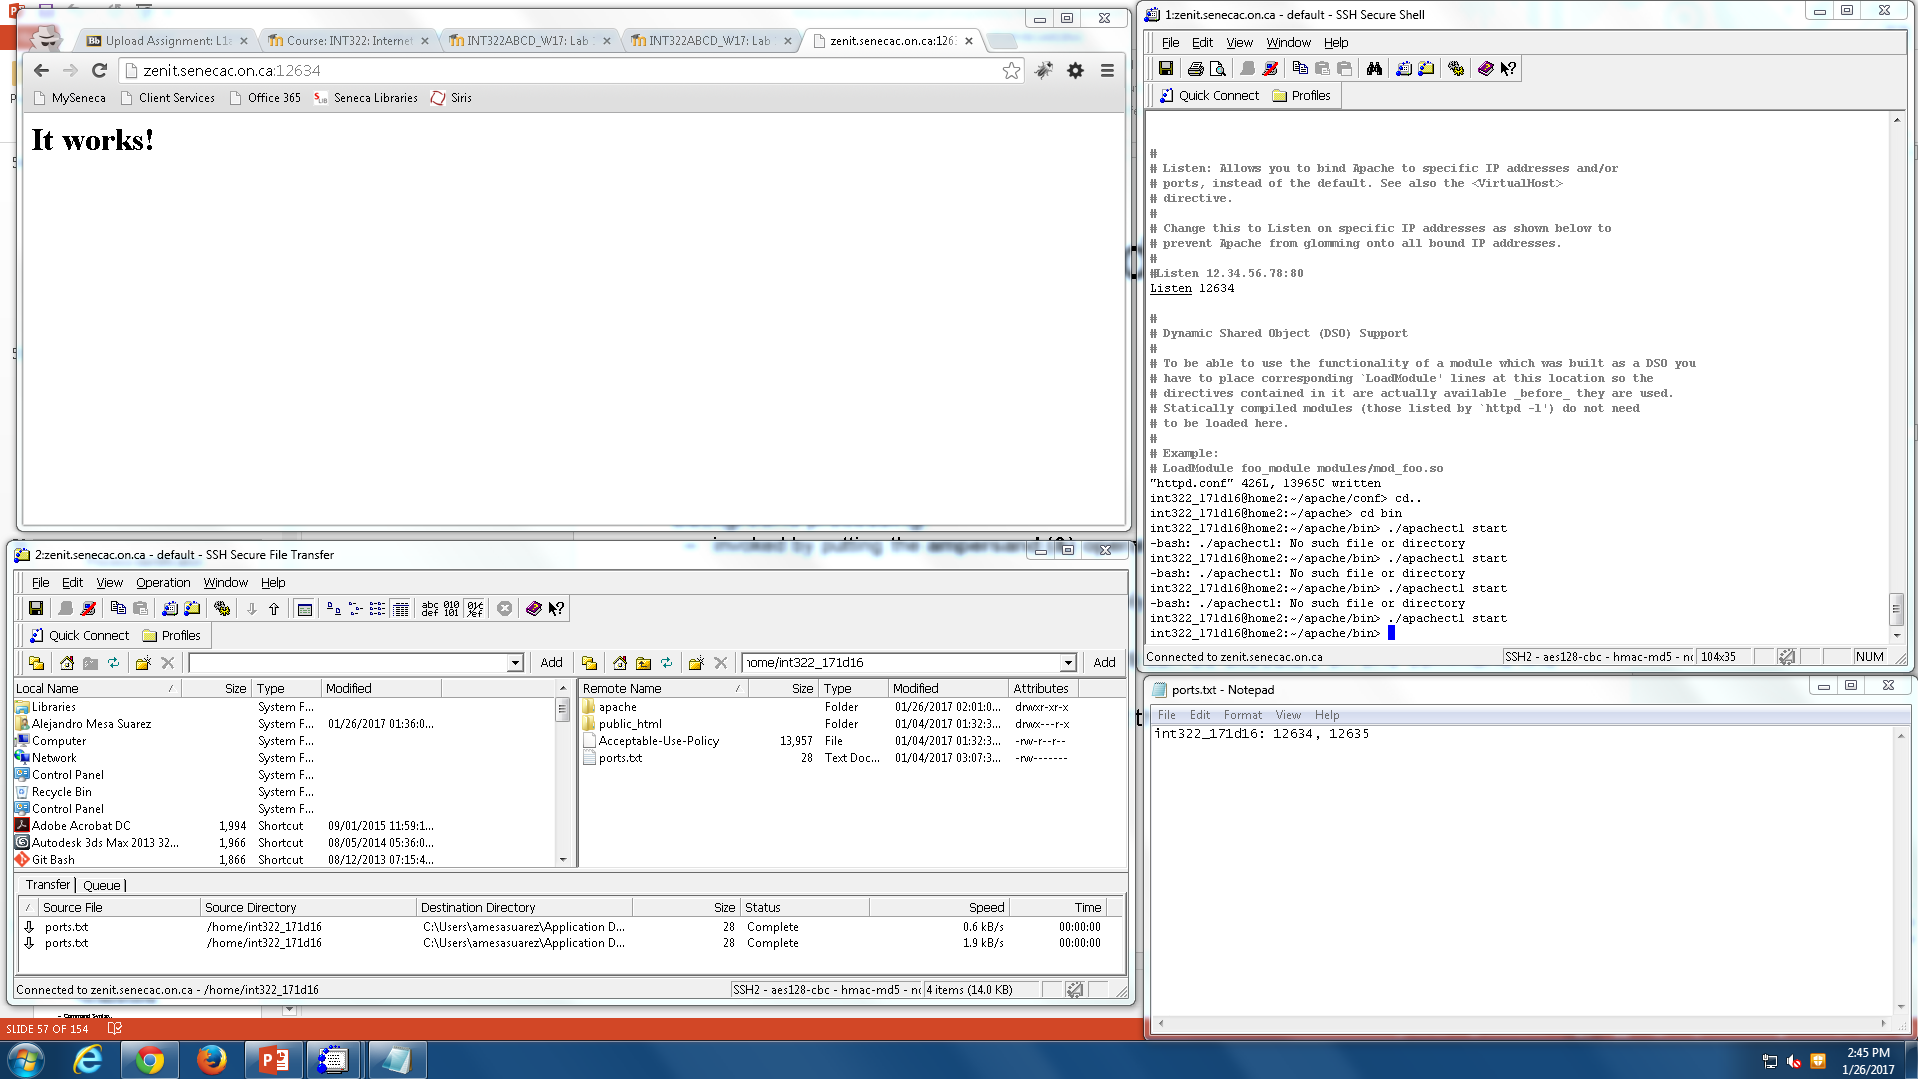 Upload Assignment: L1a
Course: INT322: Internet
INT322ABCD_W17: Lab
INT322ABCD_W17: Lab
zenit.senecac.on.ca:1263
zenit.senecac.on.ca:12634
MySeneca
Client Services
Office 365
Seneca Libraries
Siris
It works!
1:zenit.senecac.on.ca - default - SSH Secure Shell
File Edit View Window Help
Quick Connect Profiles
#
# Listen: Allows you to bind Apache to specific IP addresses and/or
# ports, instead of the default. See also the <VirtualHost>
# directive.
#
# Change this to Listen on specific IP addresses as shown below to
# prevent Apache from glomming onto all bound IP addresses.
#
#Listen 12.34.56.78:80
Listen 12634
#
# Dynamic Shared Object (DSO) Support
#
# To be able to use the functionality of a module which was built as a DSO you
# have to place corresponding `LoadModule' lines at this location so the
# directives contained in it are actually available _before_ they are used.
# Statically compiled modules (those listed by `httpd -l') do not need
# to be loaded here.
#
# Example:
# LoadModule foo_module modules/mod_foo.so
"httpd.conf" 426L, 13965C written
int322_171d16@home2:~/apache/conf> cd..
int322_171d16@home2:~/apache> cd bin
int322_171d16@home2:~/apache/bin> ./apachectl start
-bash: ./apachectl: No such file or directory
int322_171d16@home2:~/apache/bin> ./apachectl start
-bash: ./apachectl: No such file or directory
int322_171d16@home2:~/apache/bin> ./apachectl start
-bash: ./apachectl: No such file or directory
int322_171d16@home2:~/apache/bin> ./apachectl start
int322_171d16@home2:~/apache/bin>
Connected to zenit.senecac.on.ca SSH2 - aes128-cbc - hmac-md5 - nc 104x35 NUM
- invoked by putting the ampersand (&) oper
2:zenit.senecac.on.ca - default - SSH Secure File Transfer
File Edit View Operation Window Help
Quick Connect Profiles
Add
/home/int322_171d16 Add
Local Name / Size Type Modified
Libraries System F...
Alejandro Mesa Suarez System F... 01/26/2017 01:36:0...
Computer System F...
Network System F...
Control Panel System F...
Recycle Bin System F...
Control Panel System F...
Adobe Acrobat DC 1,994 Shortcut 09/01/2015 11:59:1...
Autodesk 3ds Max 2013 32... 1,966 Shortcut 08/05/2014 05:36:0...
Git Bash 1,866 Shortcut 08/12/2013 07:15:4...
Remote Name / Size Type Modified Attributes
apache Folder 01/26/2017 02:01:0... drwxr-xr-x
public_html Folder 01/04/2017 01:32:3... drwx---r-x
Acceptable-Use-Policy 13,957 File 01/04/2017 01:32:3... -rw-r--r--
ports.txt 28 Text Doc... 01/04/2017 03:07:3... -rw-------
Transfer Queue
/ Source File Source Directory Destination Directory Size Status Speed Time
ports.txt /home/int322_171d16 C:\Users\amesasuarez\Application D... 28 Complete 0.6 kB/s 00:00:00
ports.txt /home/int322_171d16 C:\Users\amesasuarez\Application D... 28 Complete 1.9 kB/s 00:00:00
Connected to zenit.senecac.on.ca - /home/int322_171d16 SSH2 - aes128-cbc - hmac-md5 - nc 4 items (14.0 KB)
ports.txt - Notepad
File Edit Format View Help
int322_171d16: 12634, 12635
- Command Syntax..
SLIDE 57 OF 154
2:45 PM
1/26/2017